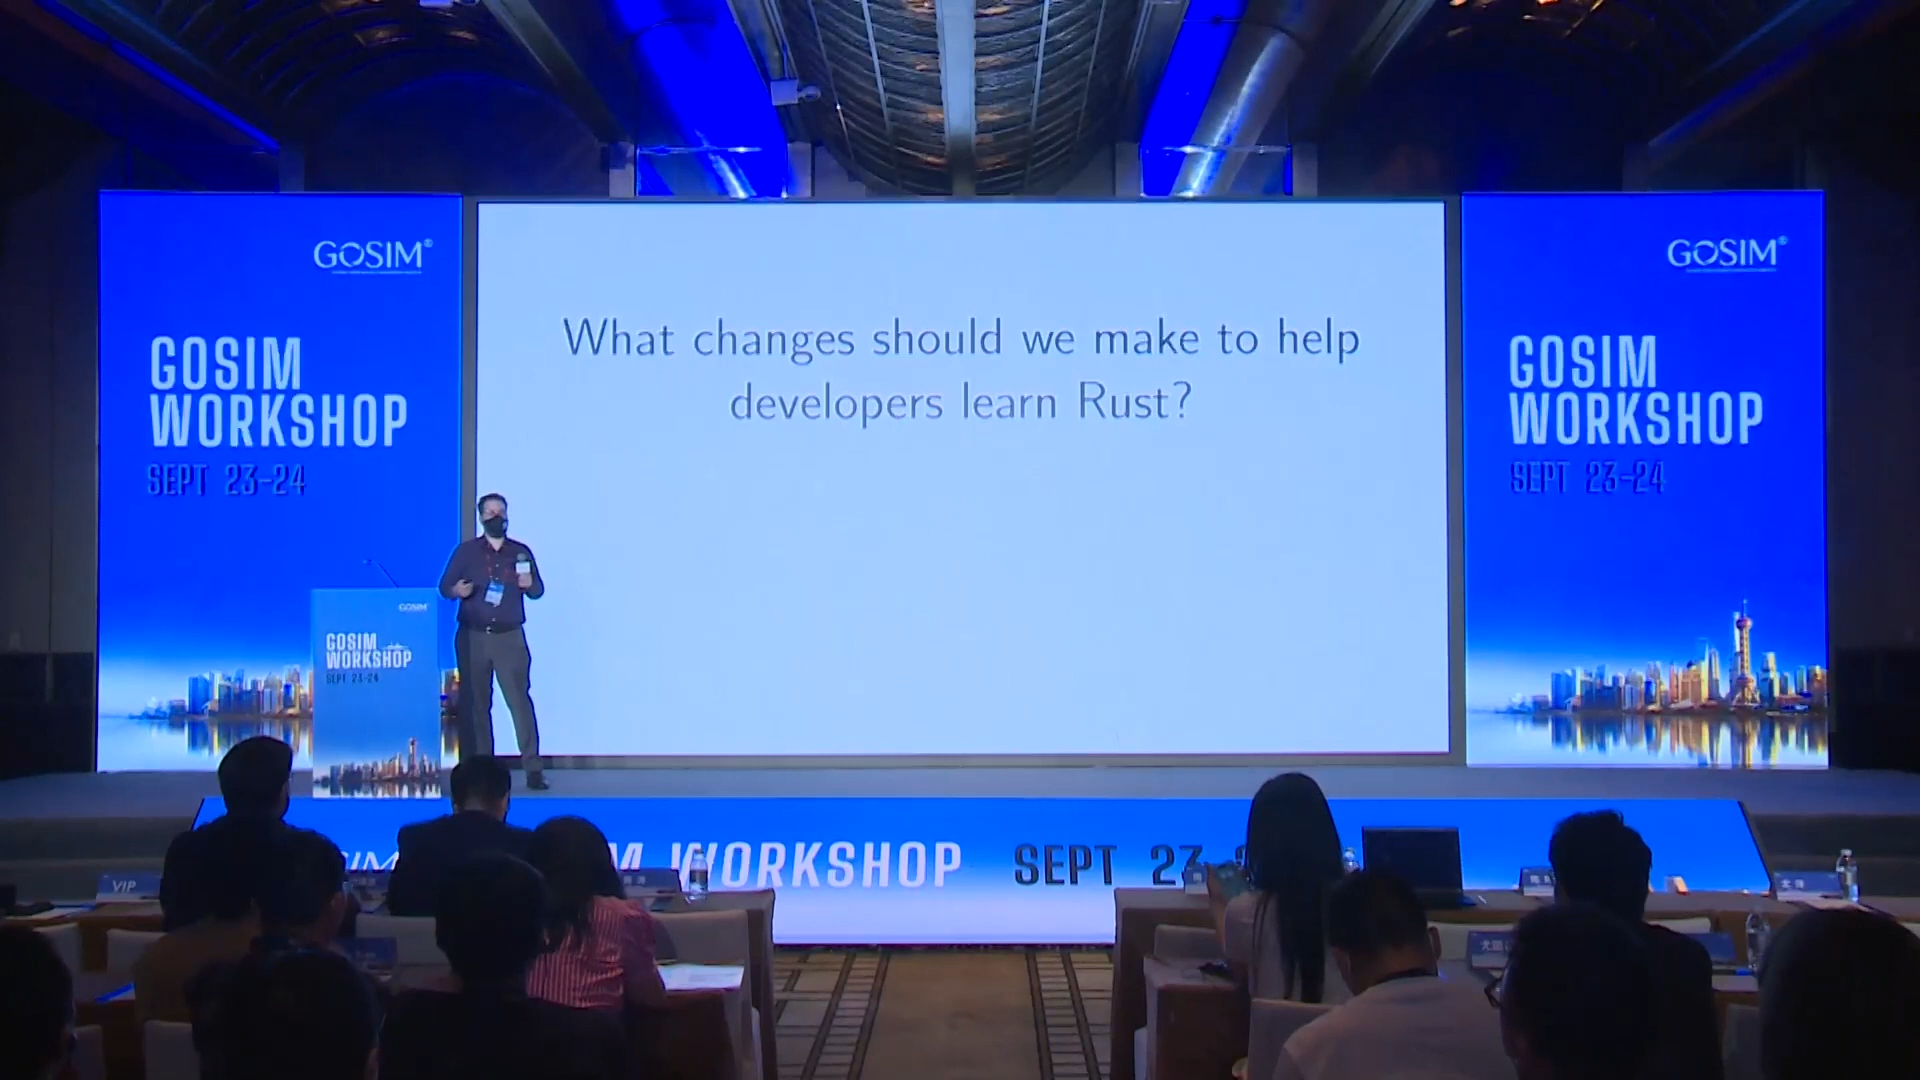 GOSIM®
GOSIM
WORKSHOP
SEPT 23-24
What changes should we make to help
developers learn Rust?
GOSIM®
GOSIM
WORKSHOP
SEPT 23-24
GOSIM
GOSIM
WORKSHOP
SEPT 23-24
WORKSHOP SEPT 23
VIP